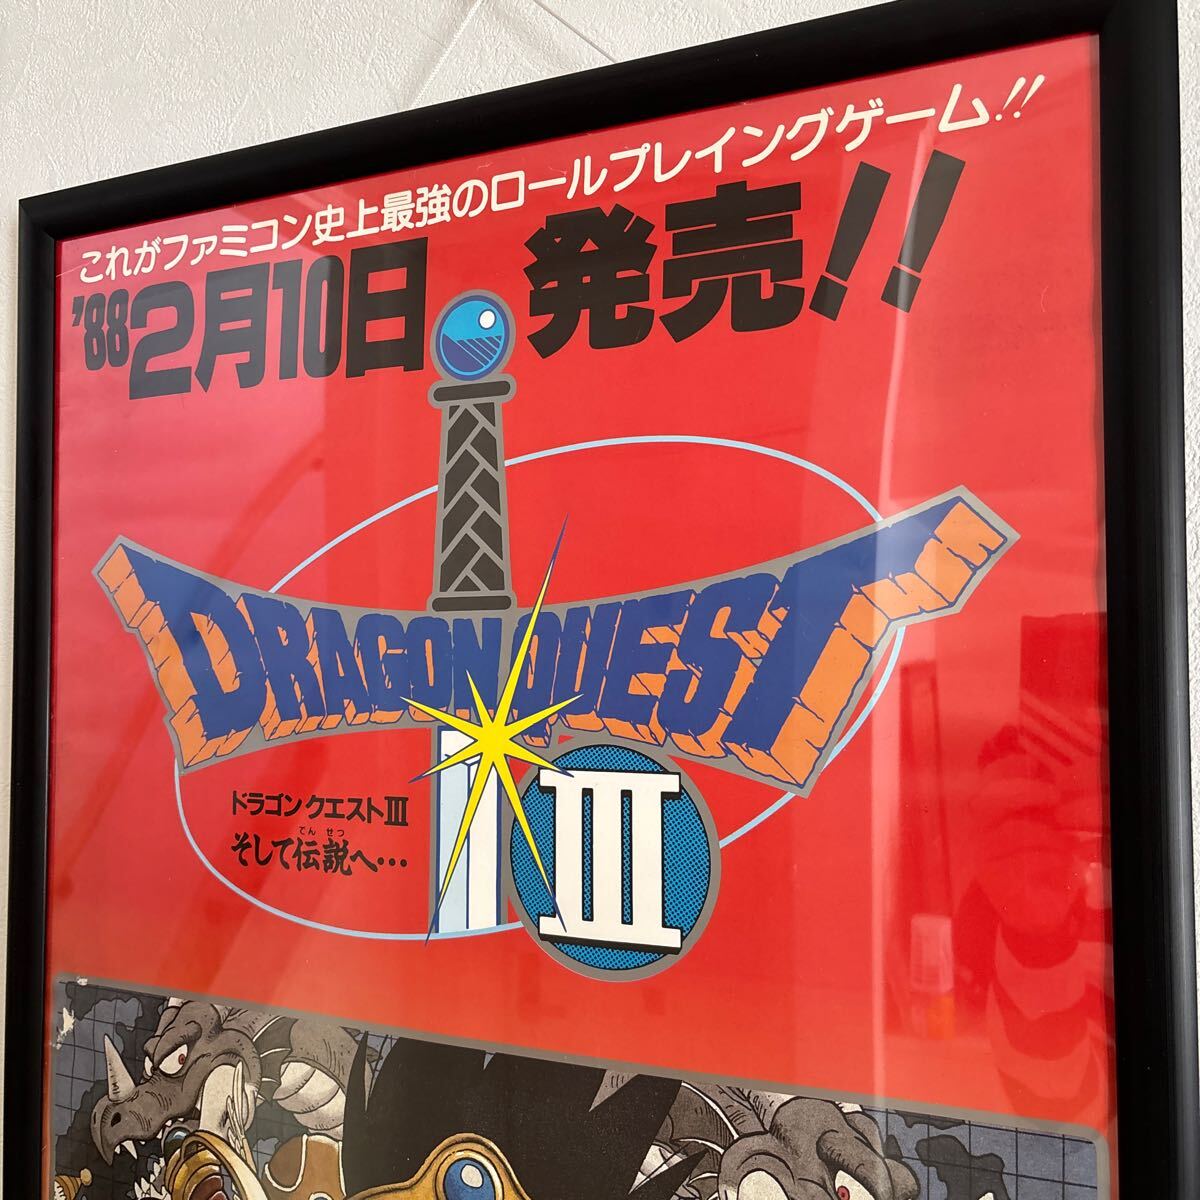 これがファミコン史上最強のロールプレイングゲーム!!
'88 2月10日 発売!!
DRAGON QUEST
III
ドラゴンクエストIII
でんせつ
そして伝説へ…